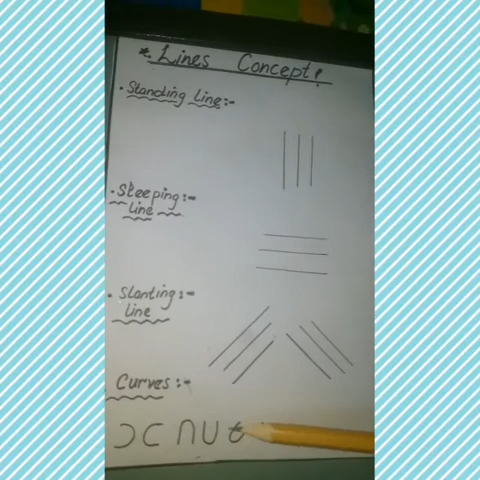 *. Lines Concept!
• Standing Line:-
• Sleeping:-
line
• Slanting:-
line
Curves:-